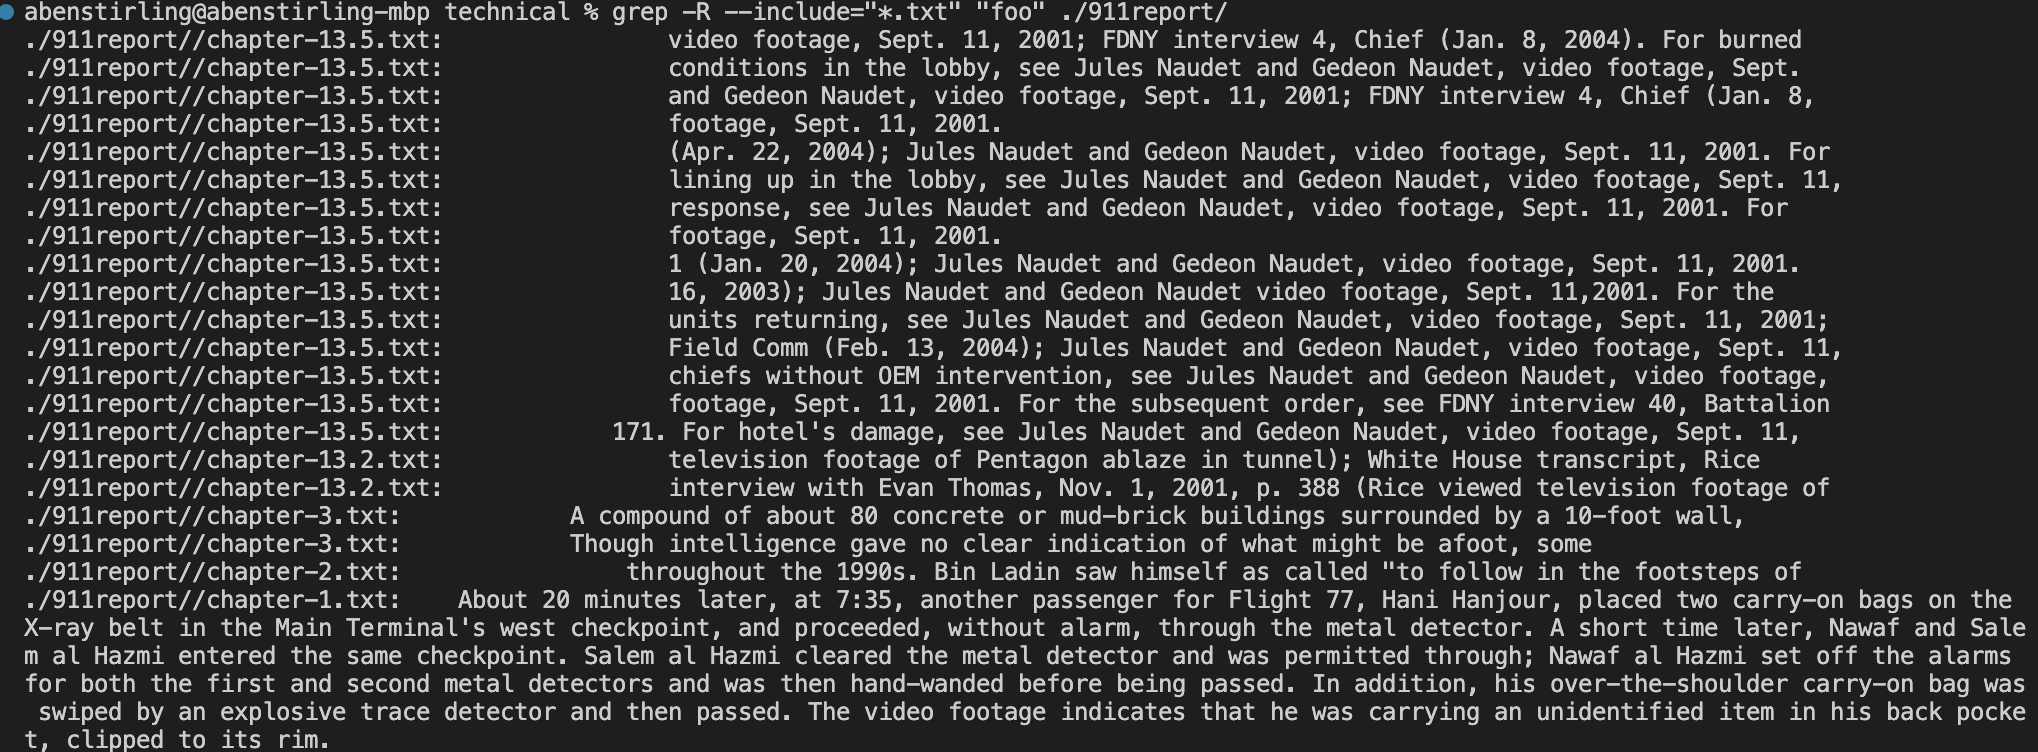 abenstirling@abenstirling-mbp technical % grep -R --include="*.txt" "foo" ./911report/
./911report//chapter-13.5.txt:                video footage, Sept. 11, 2001; FDNY interview 4, Chief (Jan. 8, 2004). For burned
./911report//chapter-13.5.txt:                conditions in the lobby, see Jules Naudet and Gedeon Naudet, video footage, Sept.
./911report//chapter-13.5.txt:                and Gedeon Naudet, video footage, Sept. 11, 2001; FDNY interview 4, Chief (Jan. 8,
./911report//chapter-13.5.txt:                footage, Sept. 11, 2001.
./911report//chapter-13.5.txt:                (Apr. 22, 2004); Jules Naudet and Gedeon Naudet, video footage, Sept. 11, 2001. For
./911report//chapter-13.5.txt:                lining up in the lobby, see Jules Naudet and Gedeon Naudet, video footage, Sept. 11,
./911report//chapter-13.5.txt:                response, see Jules Naudet and Gedeon Naudet, video footage, Sept. 11, 2001. For
./911report//chapter-13.5.txt:                footage, Sept. 11, 2001.
./911report//chapter-13.5.txt:                1 (Jan. 20, 2004); Jules Naudet and Gedeon Naudet, video footage, Sept. 11, 2001.
./911report//chapter-13.5.txt:                16, 2003); Jules Naudet and Gedeon Naudet video footage, Sept. 11,2001. For the
./911report//chapter-13.5.txt:                units returning, see Jules Naudet and Gedeon Naudet, video footage, Sept. 11, 2001;
./911report//chapter-13.5.txt:                Field Comm (Feb. 13, 2004); Jules Naudet and Gedeon Naudet, video footage, Sept. 11,
./911report//chapter-13.5.txt:                chiefs without OEM intervention, see Jules Naudet and Gedeon Naudet, video footage,
./911report//chapter-13.5.txt:                footage, Sept. 11, 2001. For the subsequent order, see FDNY interview 40, Battalion
./911report//chapter-13.5.txt:            171. For hotel's damage, see Jules Naudet and Gedeon Naudet, video footage, Sept. 11,
./911report//chapter-13.2.txt:                television footage of Pentagon ablaze in tunnel); White House transcript, Rice
./911report//chapter-13.2.txt:                interview with Evan Thomas, Nov. 1, 2001, p. 388 (Rice viewed television footage of
./911report//chapter-3.txt:            A compound of about 80 concrete or mud-brick buildings surrounded by a 10-foot wall,
./911report//chapter-3.txt:            Though intelligence gave no clear indication of what might be afoot, some
./911report//chapter-2.txt:                throughout the 1990s. Bin Ladin saw himself as called "to follow in the footsteps of
./911report//chapter-1.txt:    About 20 minutes later, at 7:35, another passenger for Flight 77, Hani Hanjour, placed two carry-on bags on the
X-ray belt in the Main Terminal's west checkpoint, and proceeded, without alarm, through the metal detector. A short time later, Nawaf and Sale
m al Hazmi entered the same checkpoint. Salem al Hazmi cleared the metal detector and was permitted through; Nawaf al Hazmi set off the alarms
for both the first and second metal detectors and was then hand-wanded before being passed. In addition, his over-the-shoulder carry-on bag was
 swiped by an explosive trace detector and then passed. The video footage indicates that he was carrying an unidentified item in his back pocke
t, clipped to its rim.